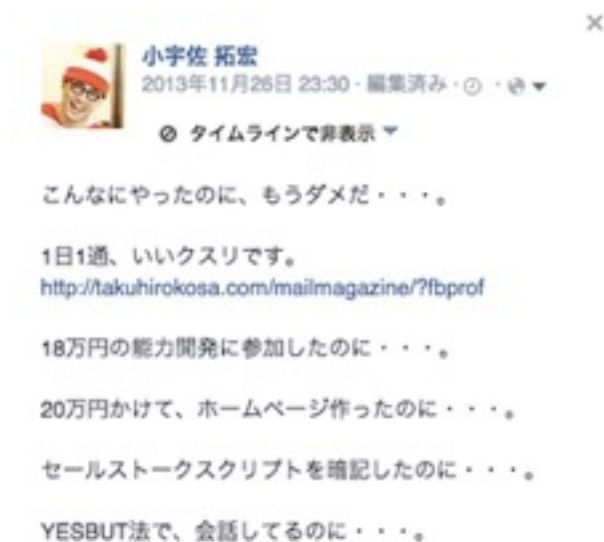 小宇佐 拓宏
2013年11月26日 23:30・編集済み・
タイムラインで非表示
こんなにやったのに、もうダメだ・・・。
1日1通、いいクスリです。
http://takuhirokosa.com/mailmagazine/?fbprof
18万円の能力開発に参加したのに・・・。
20万円かけて、ホームページ作ったのに・・・。
セールストークスクリプトを暗記したのに・・・。
YESBUT法で、会話してるのに・・・。